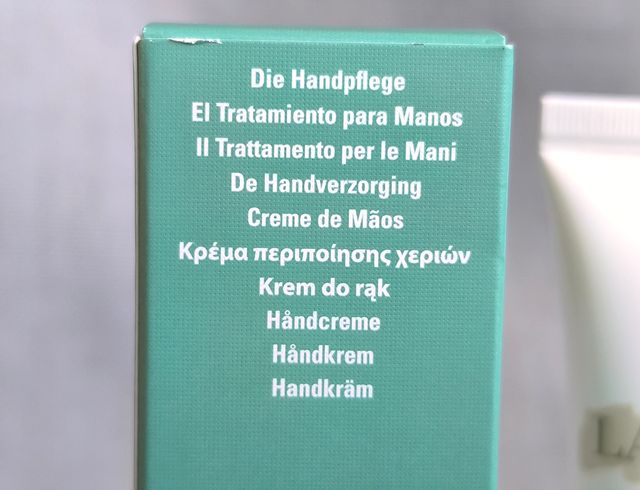 Die Handpflege
El Tratamiento para Manos
Il Trattamento per le Mani
De Handverzorging
Creme de Mãos
Κρέμα περιποίησης χεριών
Krem do rąk
Håndcreme
Håndkrem
Handkräm
LA